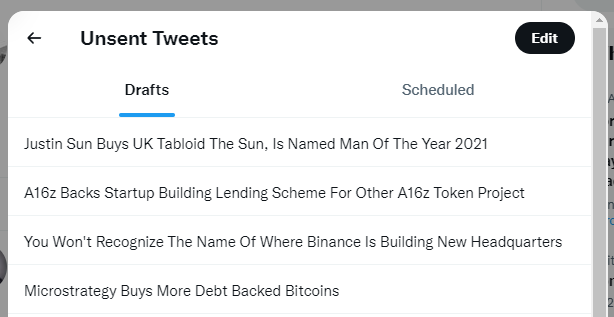 Unsent Tweets
Edit
Drafts
Scheduled
Justin Sun Buys UK Tabloid The Sun, Is Named Man Of The Year 2021
A16z Backs Startup Building Lending Scheme For Other A16z Token Project
You Won't Recognize The Name Of Where Binance Is Building New Headquarters
Microstrategy Buys More Debt Backed Bitcoins